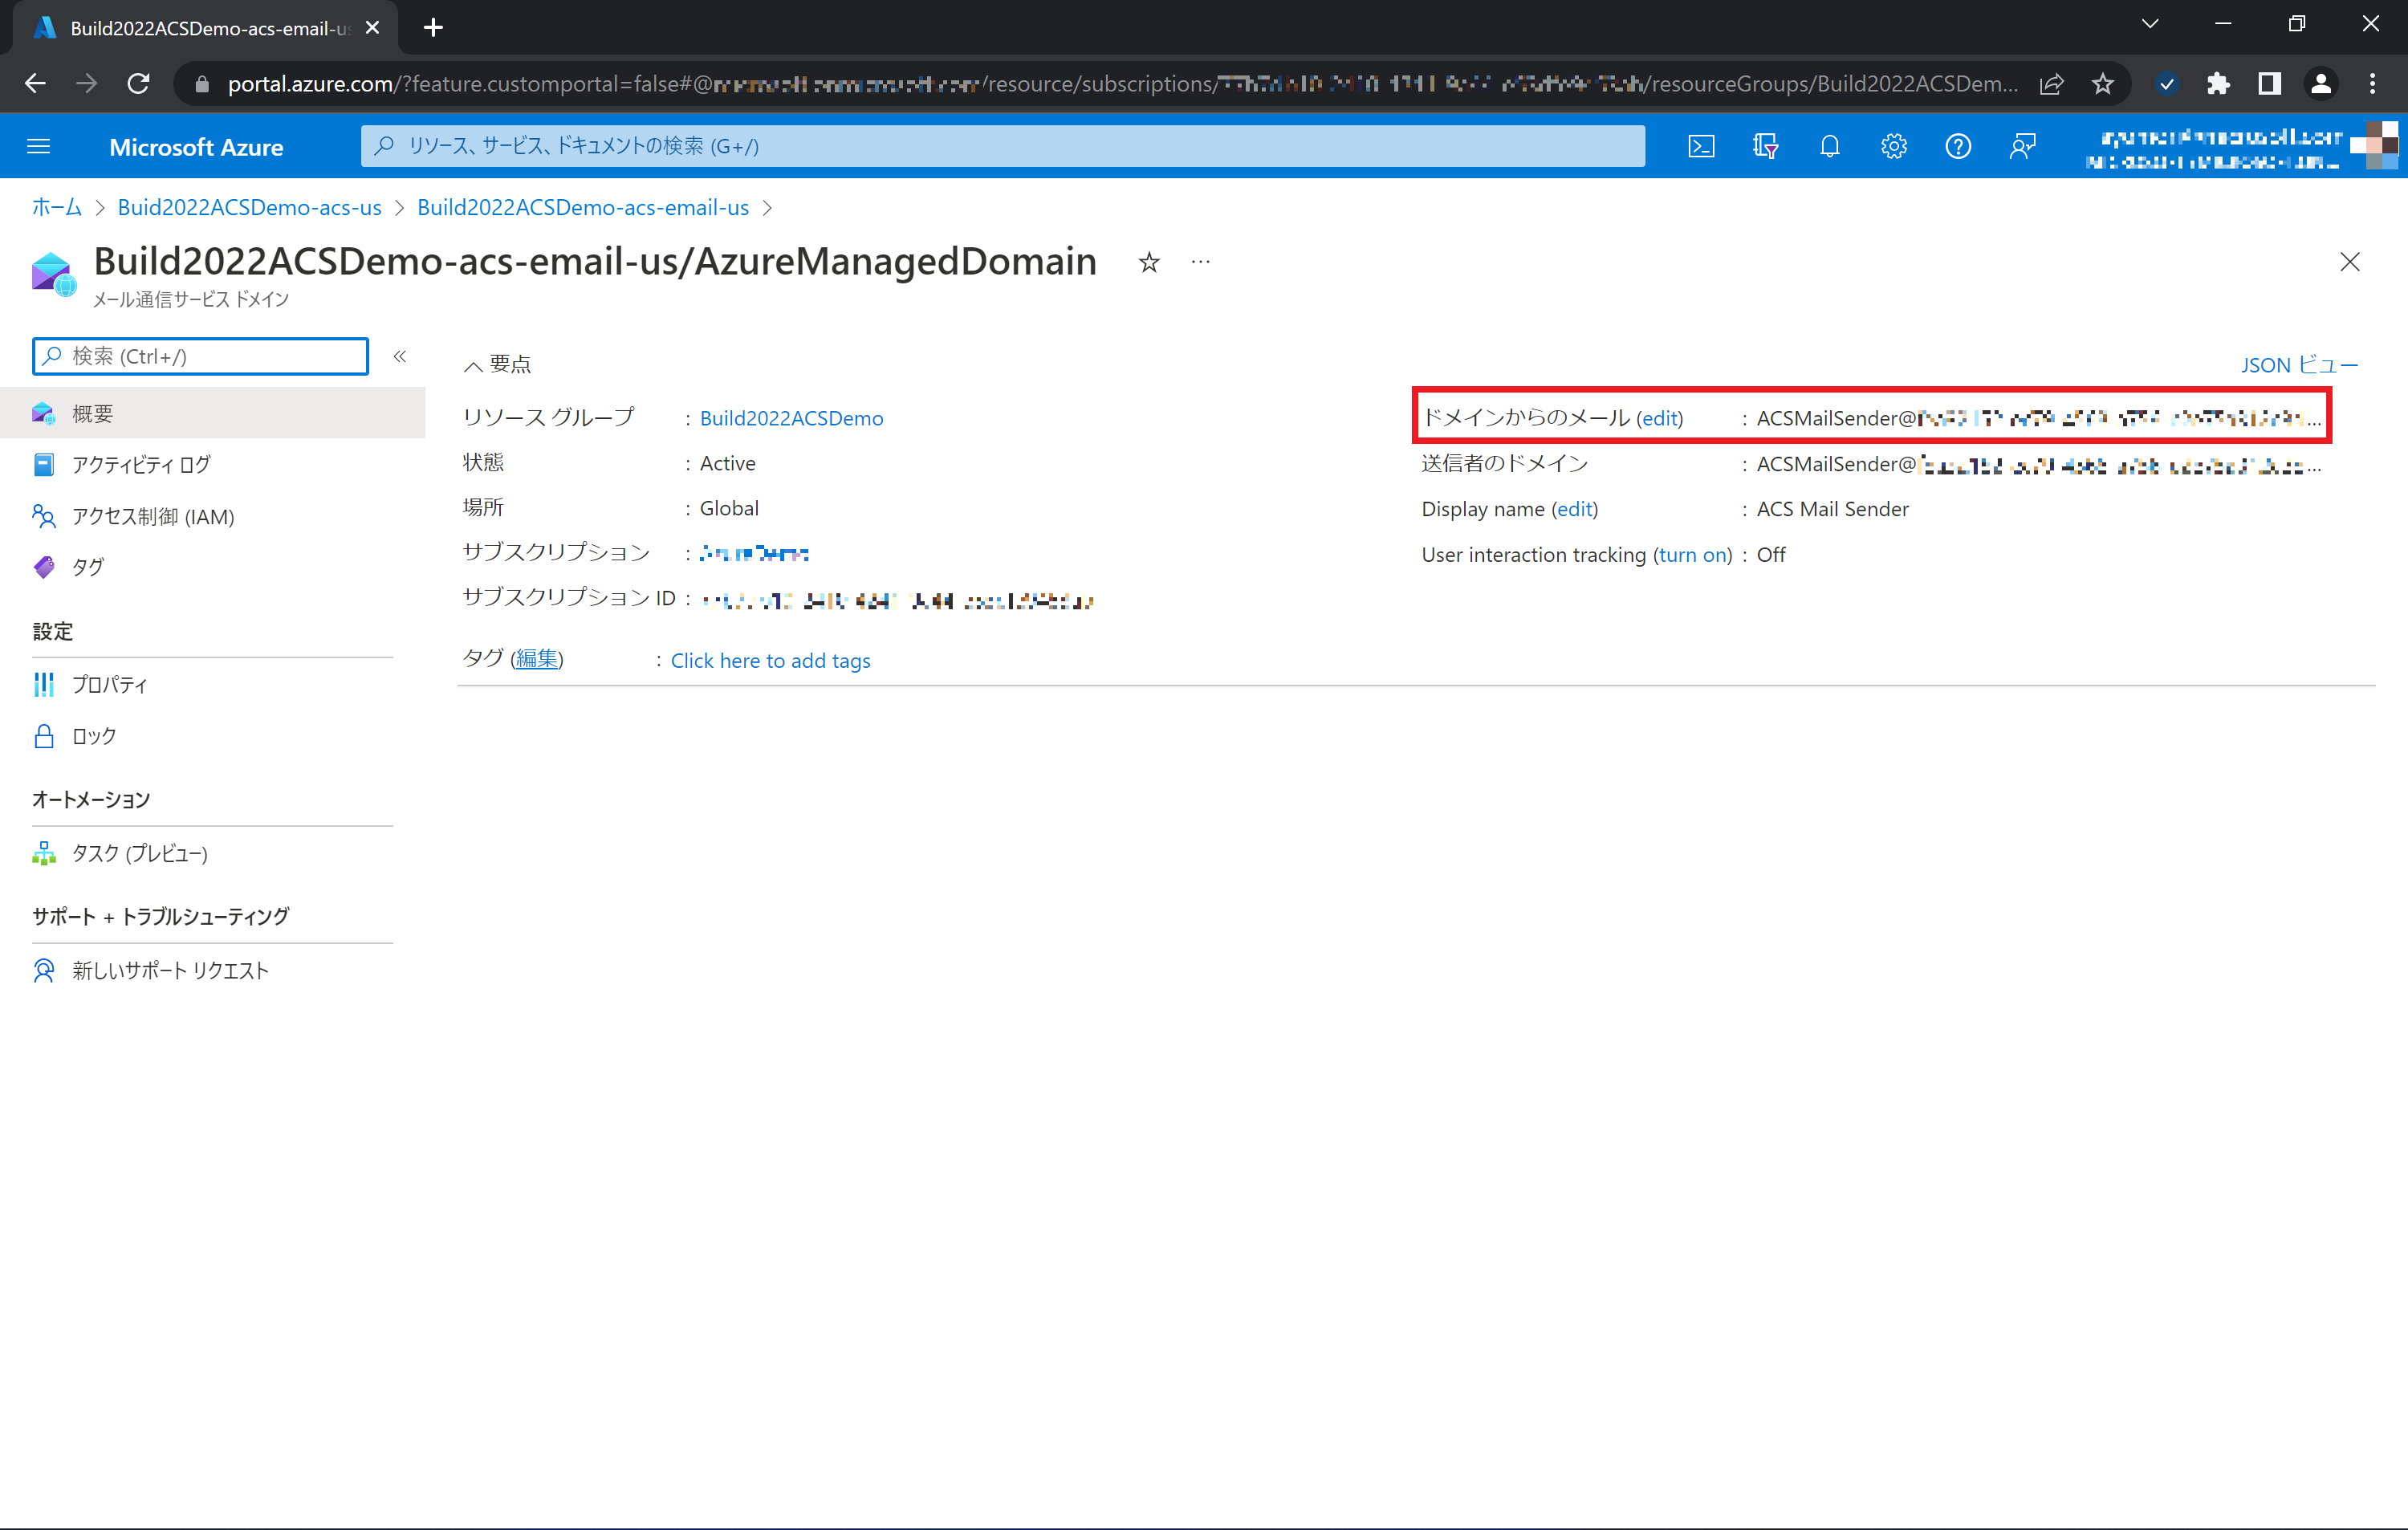 Build2022ACSDemo-acs-email-us
portal.azure.com/?feature.customportal=false#@ /resource/subscriptions/ /resourceGroups/Build2022ACSDem...
Microsoft Azure
リソース、サービス、ドキュメントの検索 (G+/)
ホーム > Buid2022ACSDemo-acs-us > Build2022ACSDemo-acs-email-us >
Build2022ACSDemo-acs-email-us/AzureManagedDomain
メール通信サービス ドメイン
検索 (Ctrl+/)
概要
アクティビティ ログ
アクセス制御 (IAM)
タグ
設定
プロパティ
ロック
オートメーション
タスク (プレビュー)
サポート + トラブルシューティング
新しいサポート リクエスト
要点
JSON ビュー
リソース グループ : Build2022ACSDemo
状態 : Active
場所 : Global
サブスクリプション :
サブスクリプション ID :
タグ (編集) : Click here to add tags
ドメインからのメール (edit) : ACSMailSender@ ...
送信者のドメイン : ACSMailSender@ ...
Display name (edit) : ACS Mail Sender
User interaction tracking (turn on) : Off